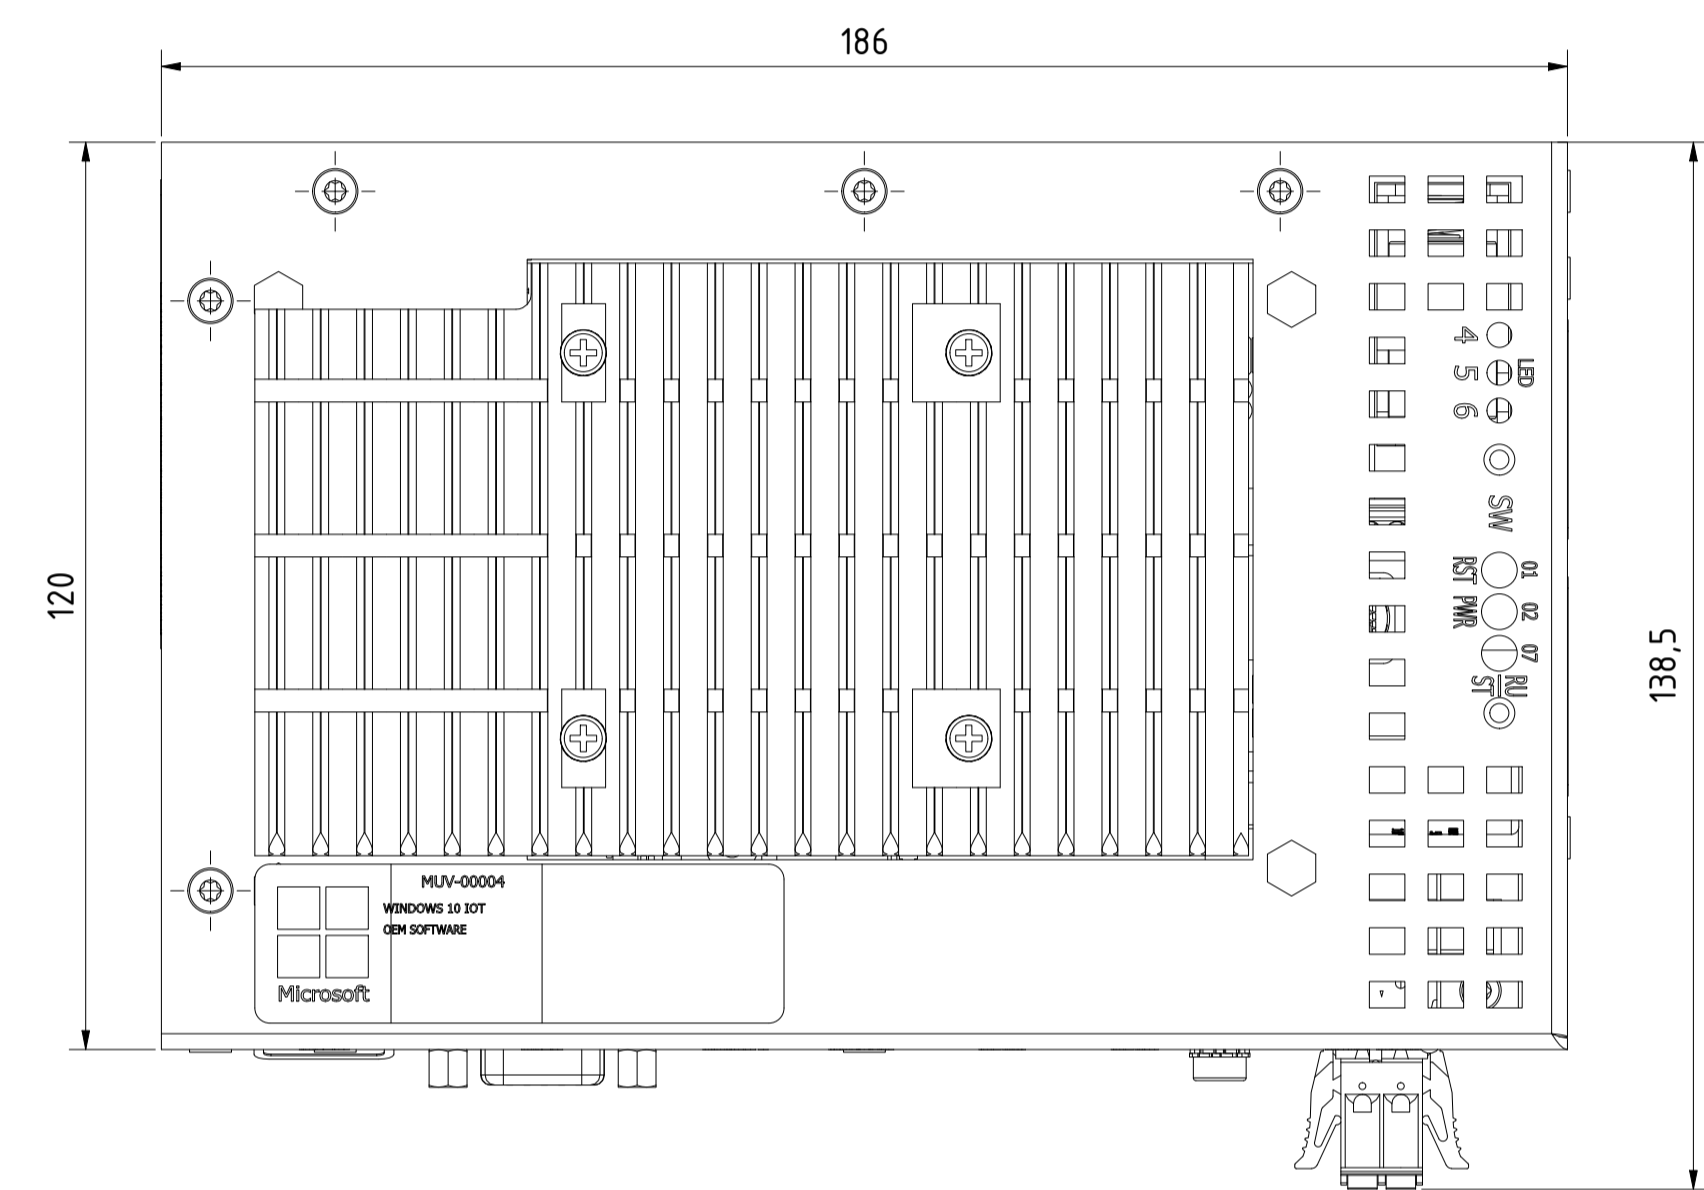 186
120
138,5
4
5
6
LED
SW
01
RST
02
PWR
07
RU
ST
MUV-00004
WINDOWS 10 IOT
OEM SOFTWARE
Microsoft